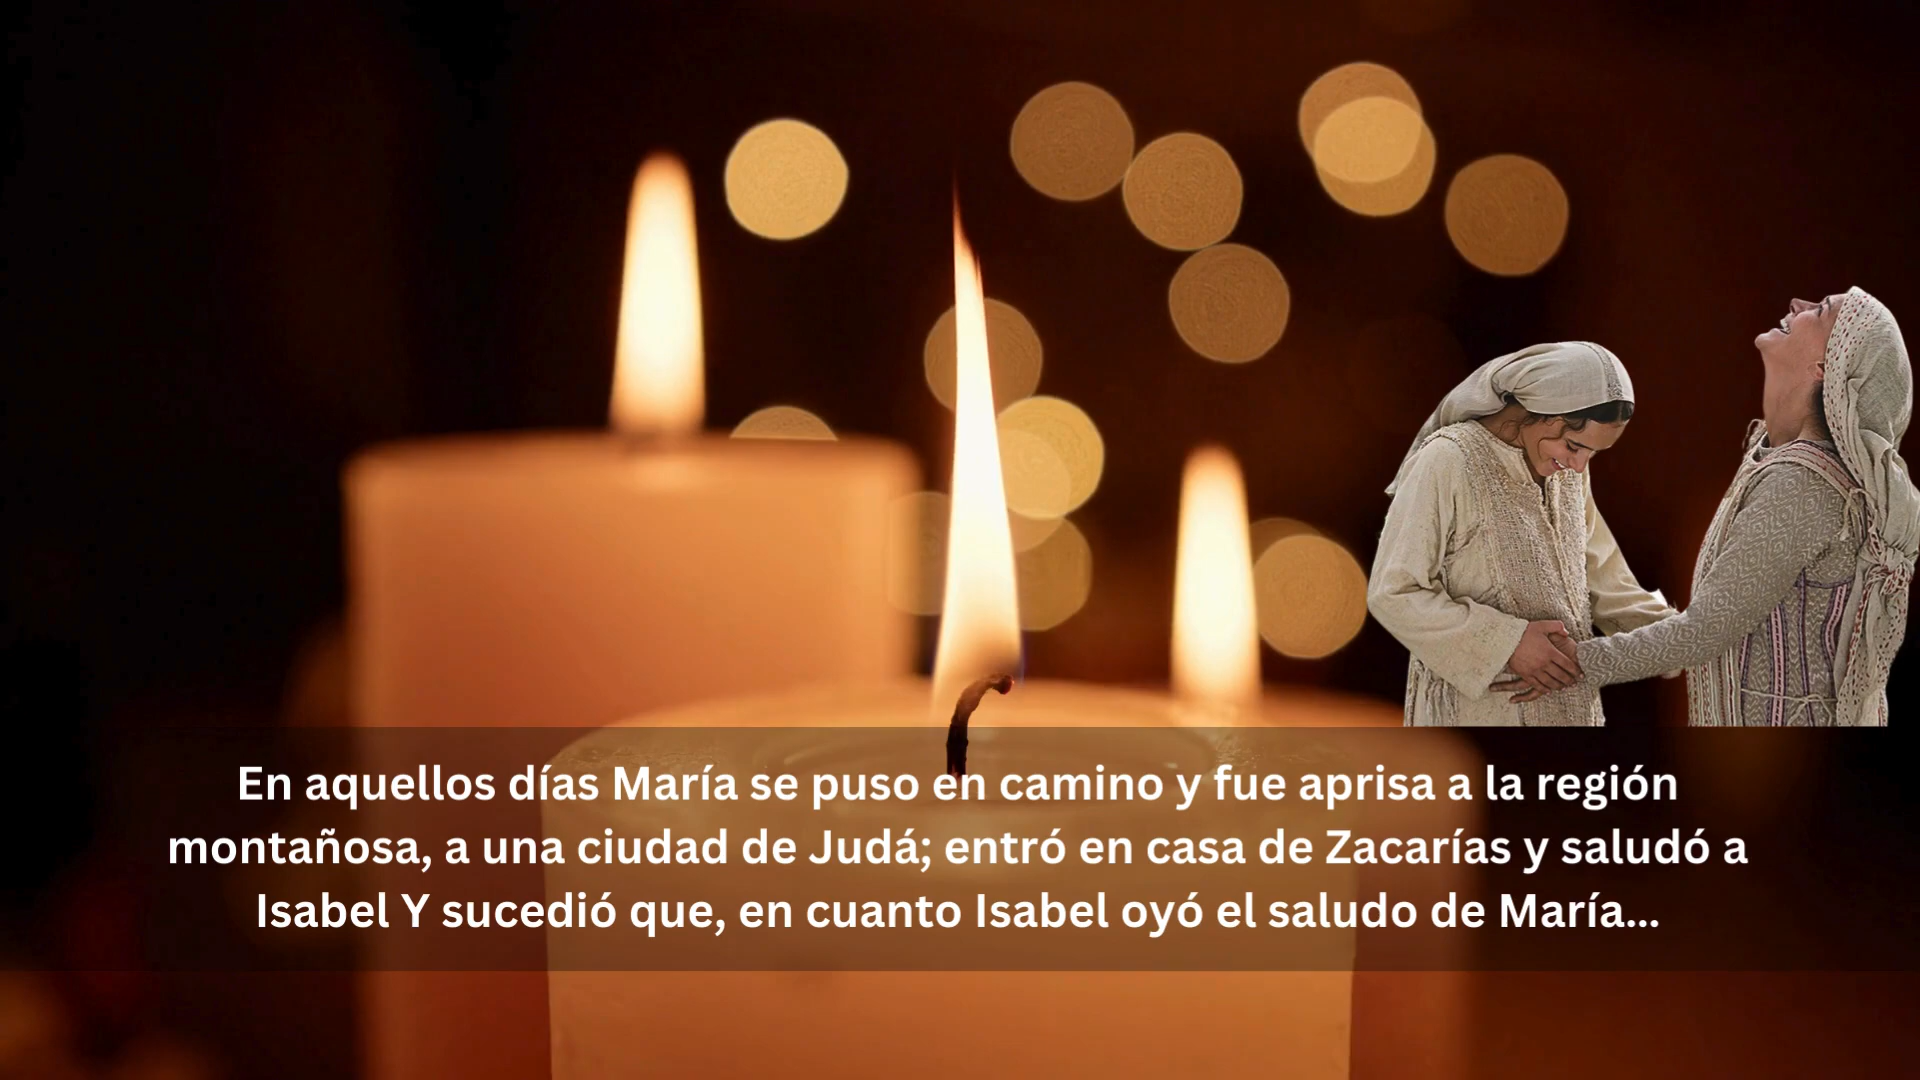 En aquellos días María se puso en camino y fue aprisa a la región
montañosa, a una ciudad de Judá; entró en casa de Zacarías y saludó a
Isabel Y sucedió que, en cuanto Isabel oyó el saludo de María...